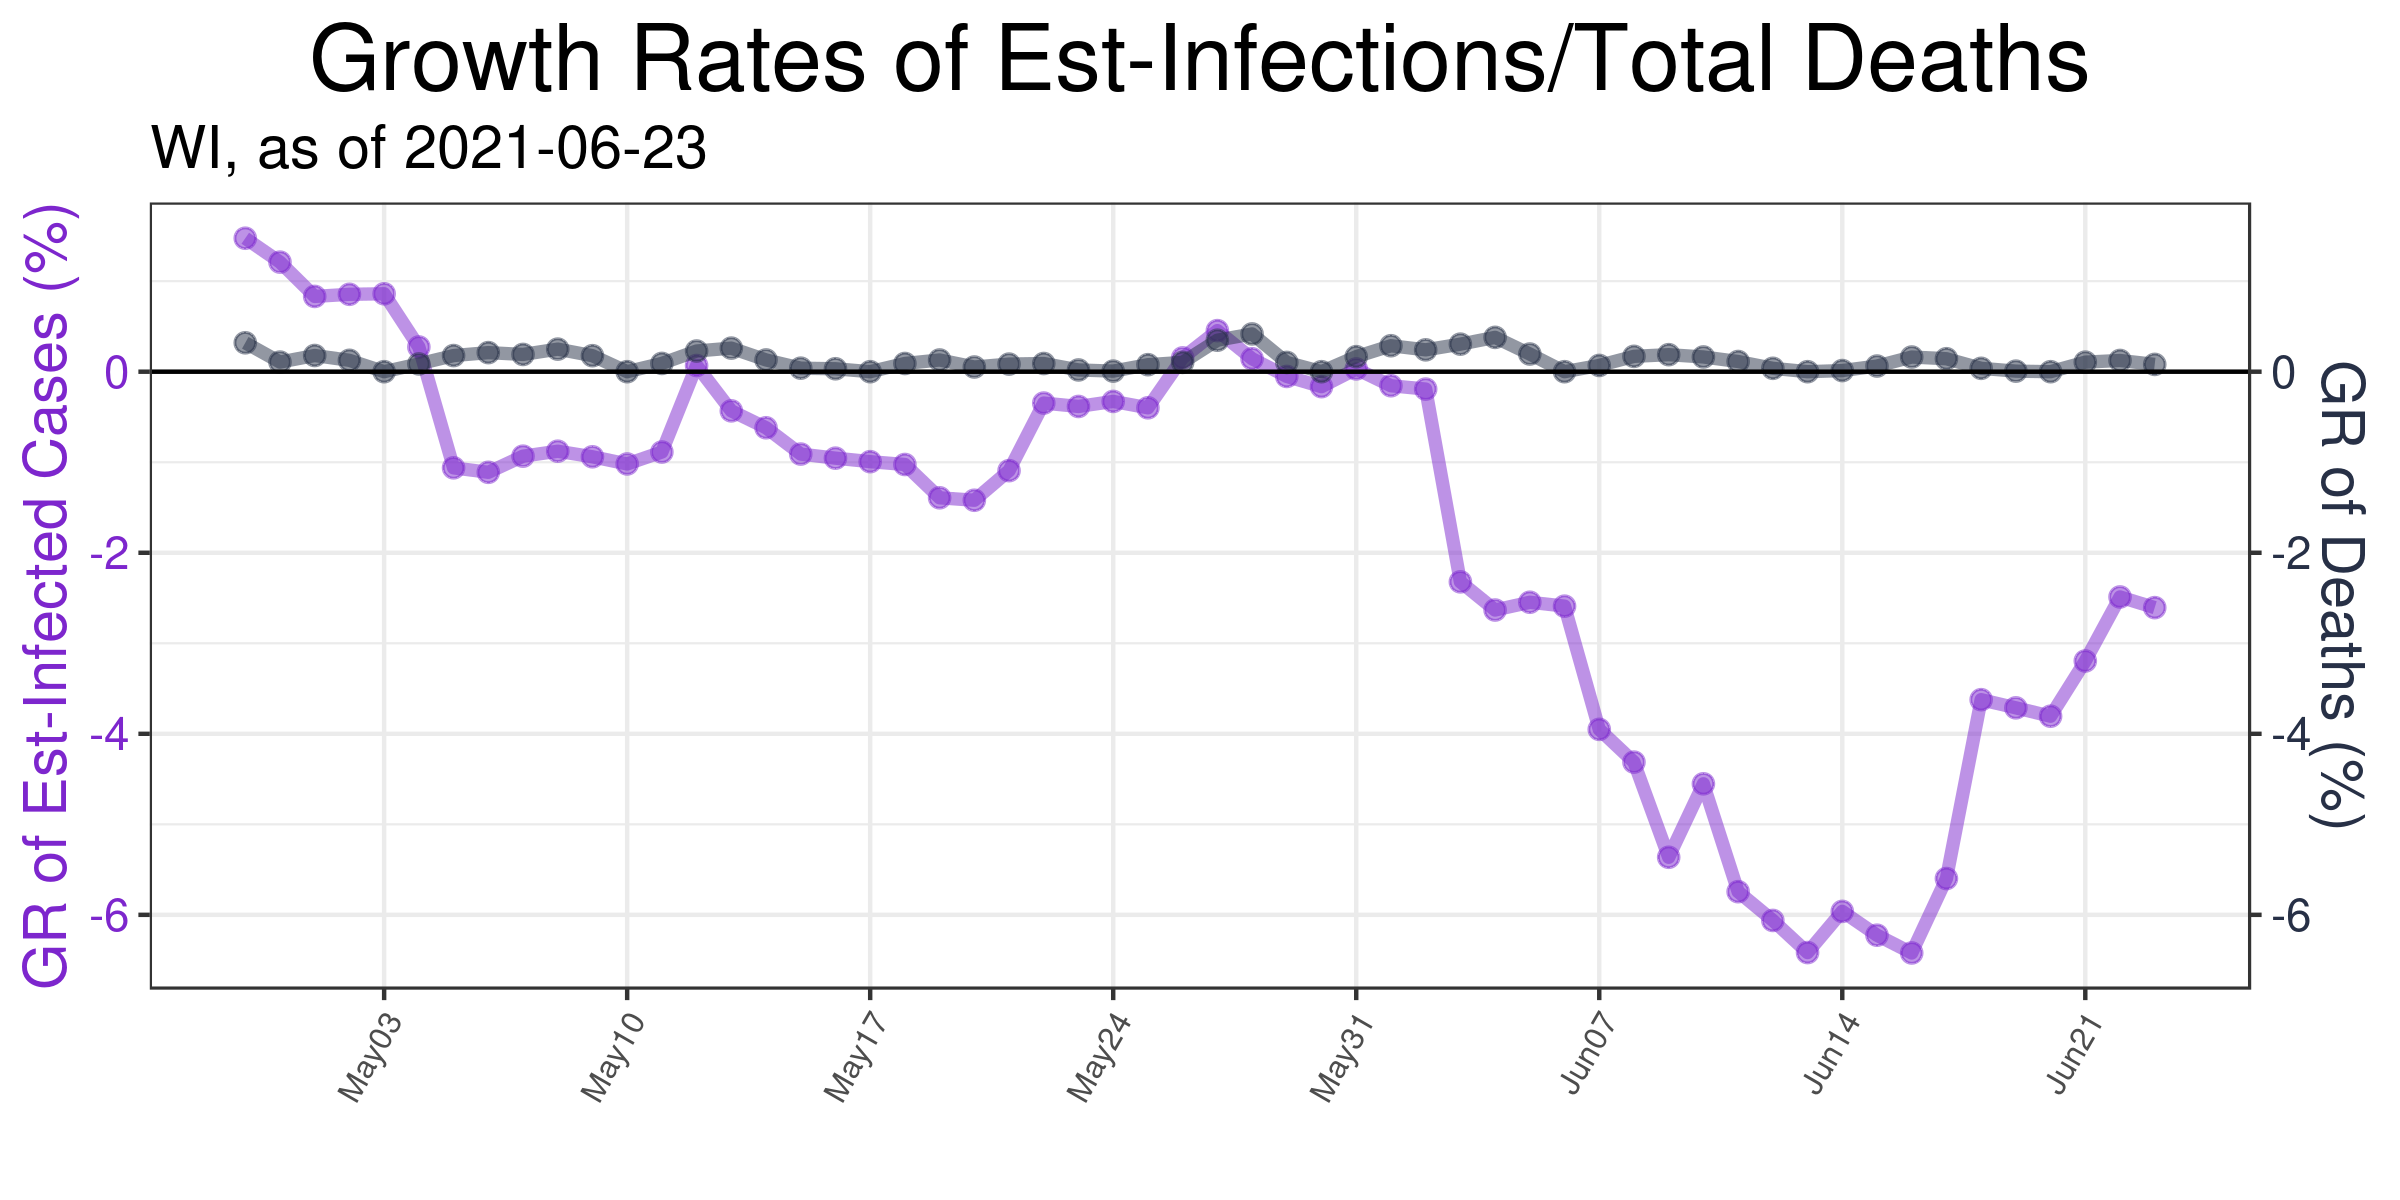 Growth Rates of Est-Infections/Total Deaths
WI, as of 2021-06-23
GR of Est-Infected Cases (%)
0
-2
-4
-6
0
-2
-4
-6
GR of Deaths (%)
May03
May10
May17
May24
May31
Jun07
Jun14
Jun21